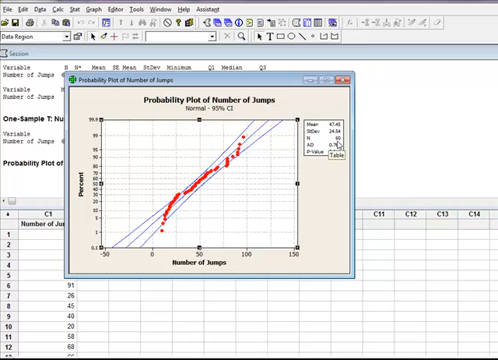 File Edit Data Calc Stat Graph Editor Tools Window Help Assistant
Data Region
Session
Variable N N* Mean SE Mean StDev Minimum Q1 Median Q3
Number of Jumps
Variable
Number of Jumps
One-Sample T: Nu
Variable
Number of Jumps
Probability Plot
Probability Plot of Number of Jumps
Probability Plot of Number of Jumps
Normal - 95% CI
Percent
99.9
99
95
90
80
50
20
10
5
1
0.1
-50 0 50 100 150
Number of Jumps
Mean 47.45
StDev 24.84
N 60
AD
P-Value
Table
C1 C11 C12 C13 C14
Number of Ju
1
2
3
4
5
6 91
7 26
8 45
9 40
10 20
11 58
12 68
13